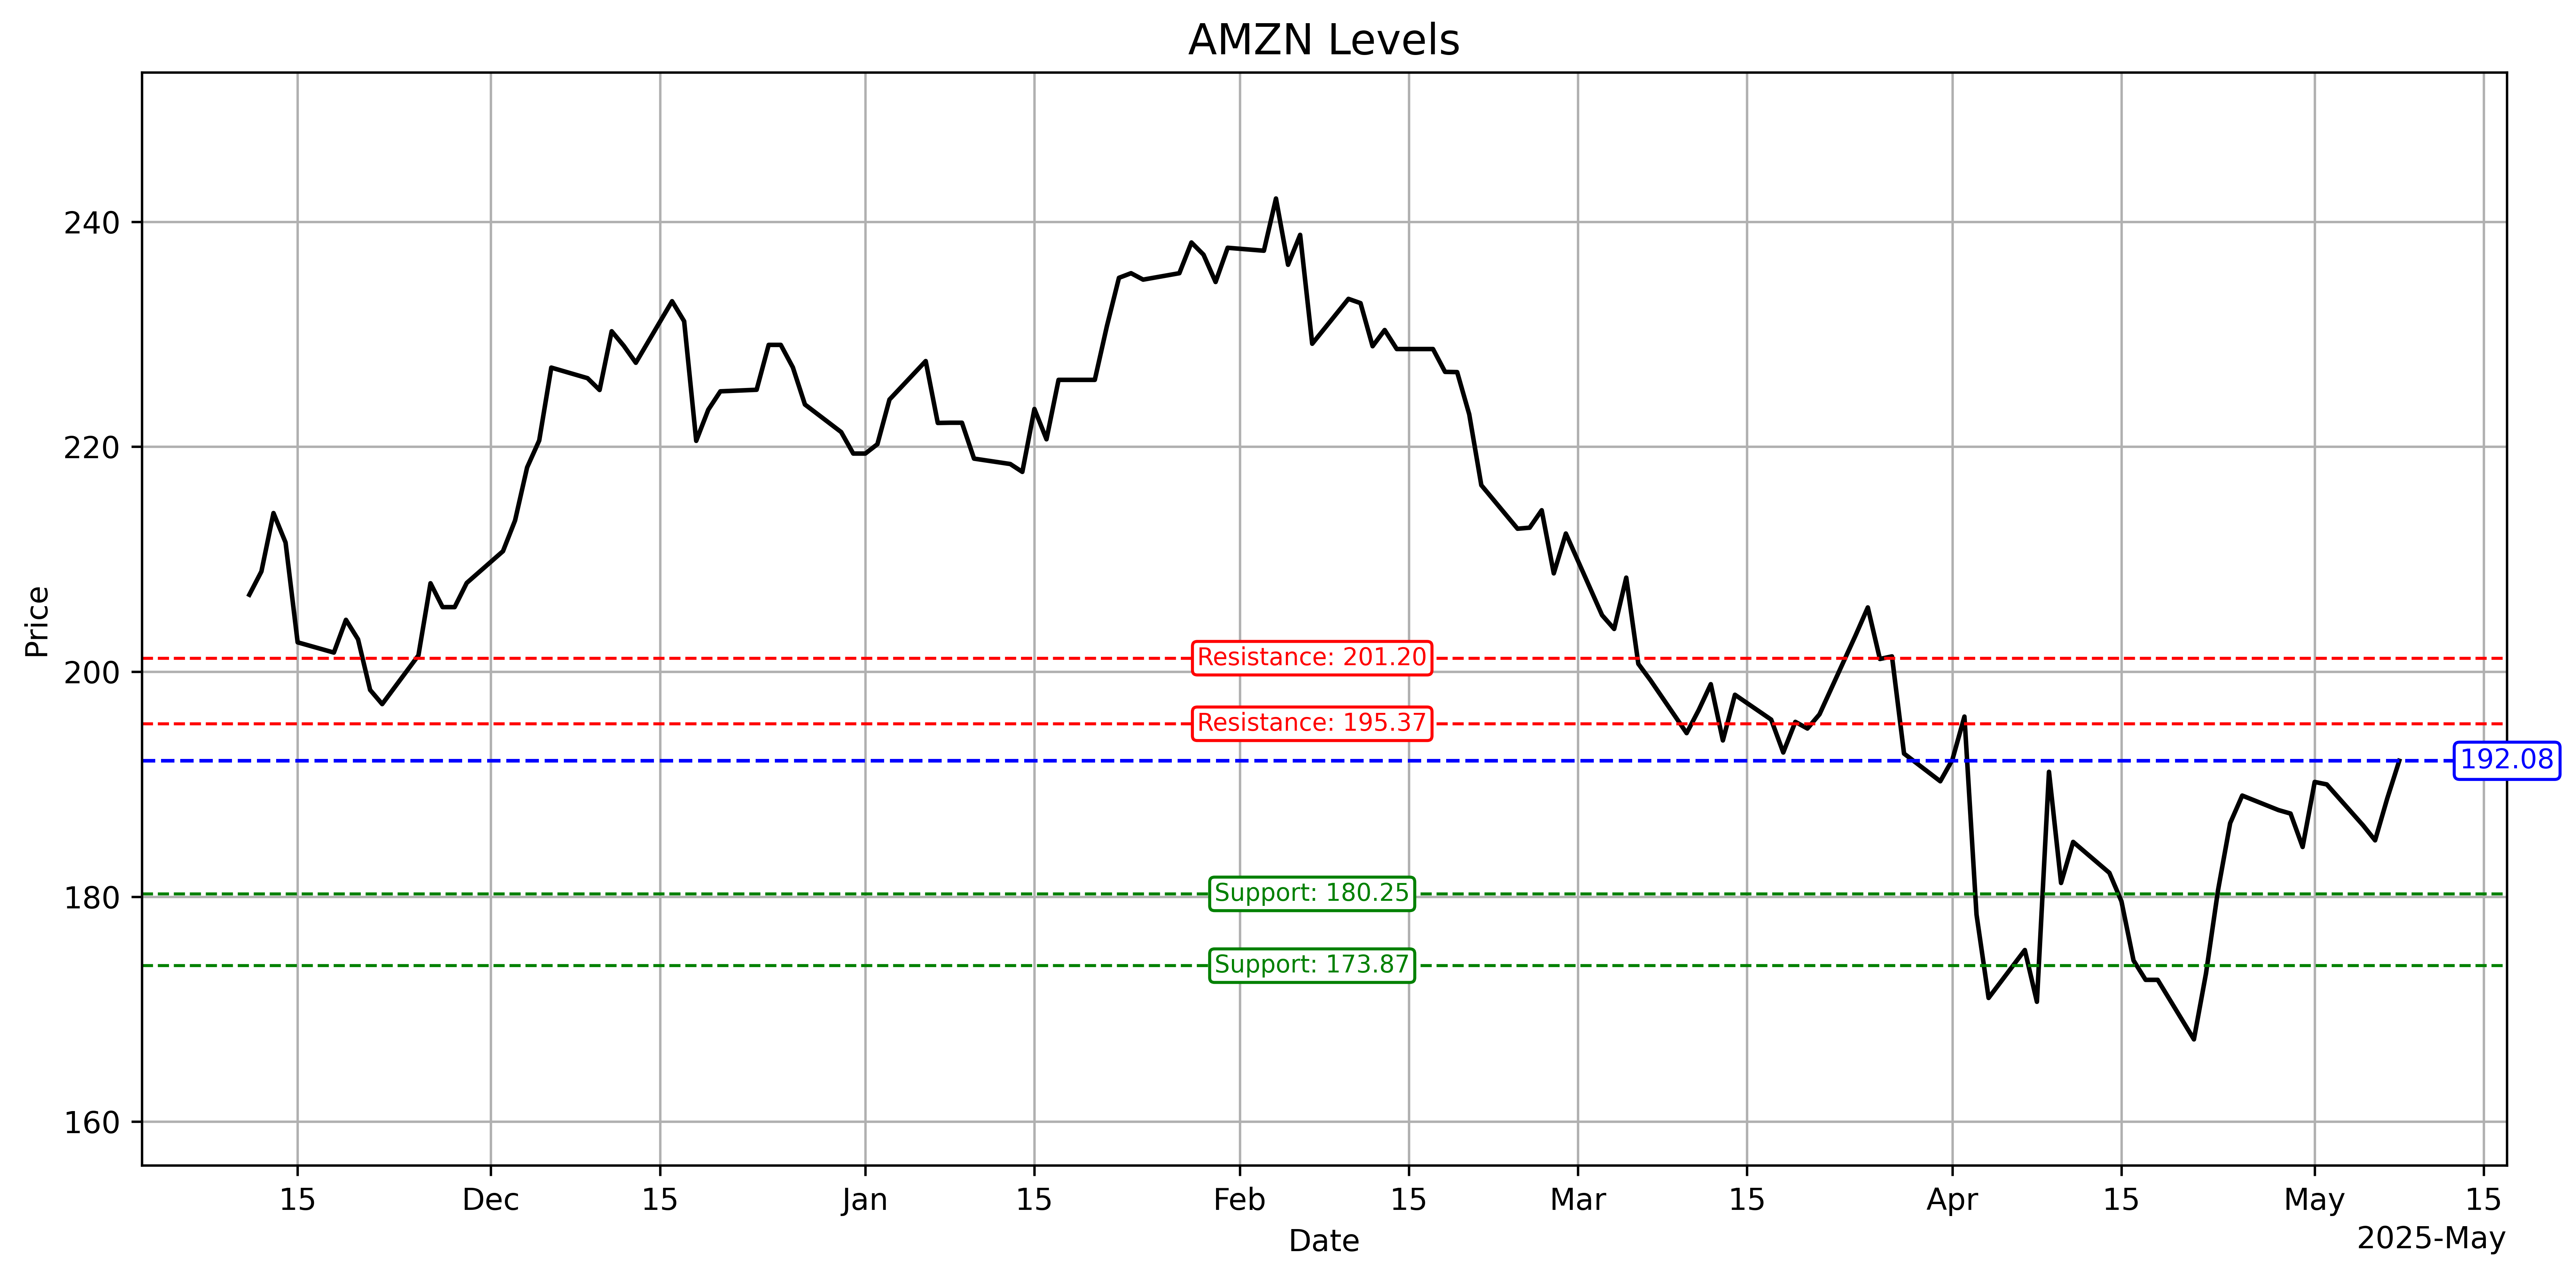 AMZN Levels
240
220
200
180
160
Price
Resistance: 201.20
Resistance: 195.37
192.08
Support: 180.25
Support: 173.87
15 Dec 15 Jan 15 Feb 15 Mar 15 Apr 15 May 15
Date
2025-May